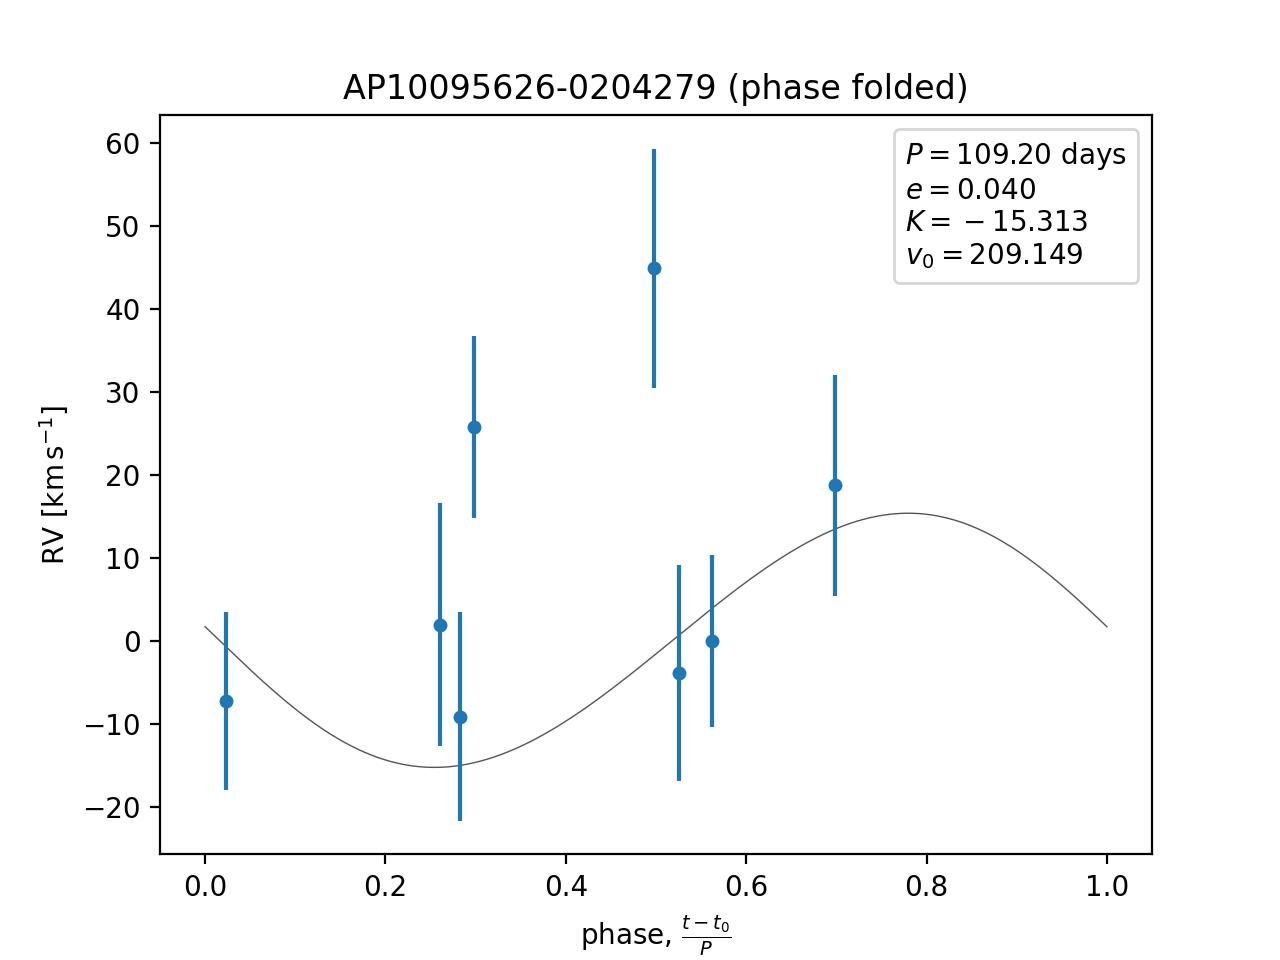 AP10095626-0204279 (phase folded)
P = 109.20 days
e = 0.040
K = −15.313
v₀ = 209.149
60
50
40
30
20
10
0
−10
−20
RV [km s⁻¹]
0.0 0.2 0.4 0.6 0.8 1.0
phase, (t − t₀)/P